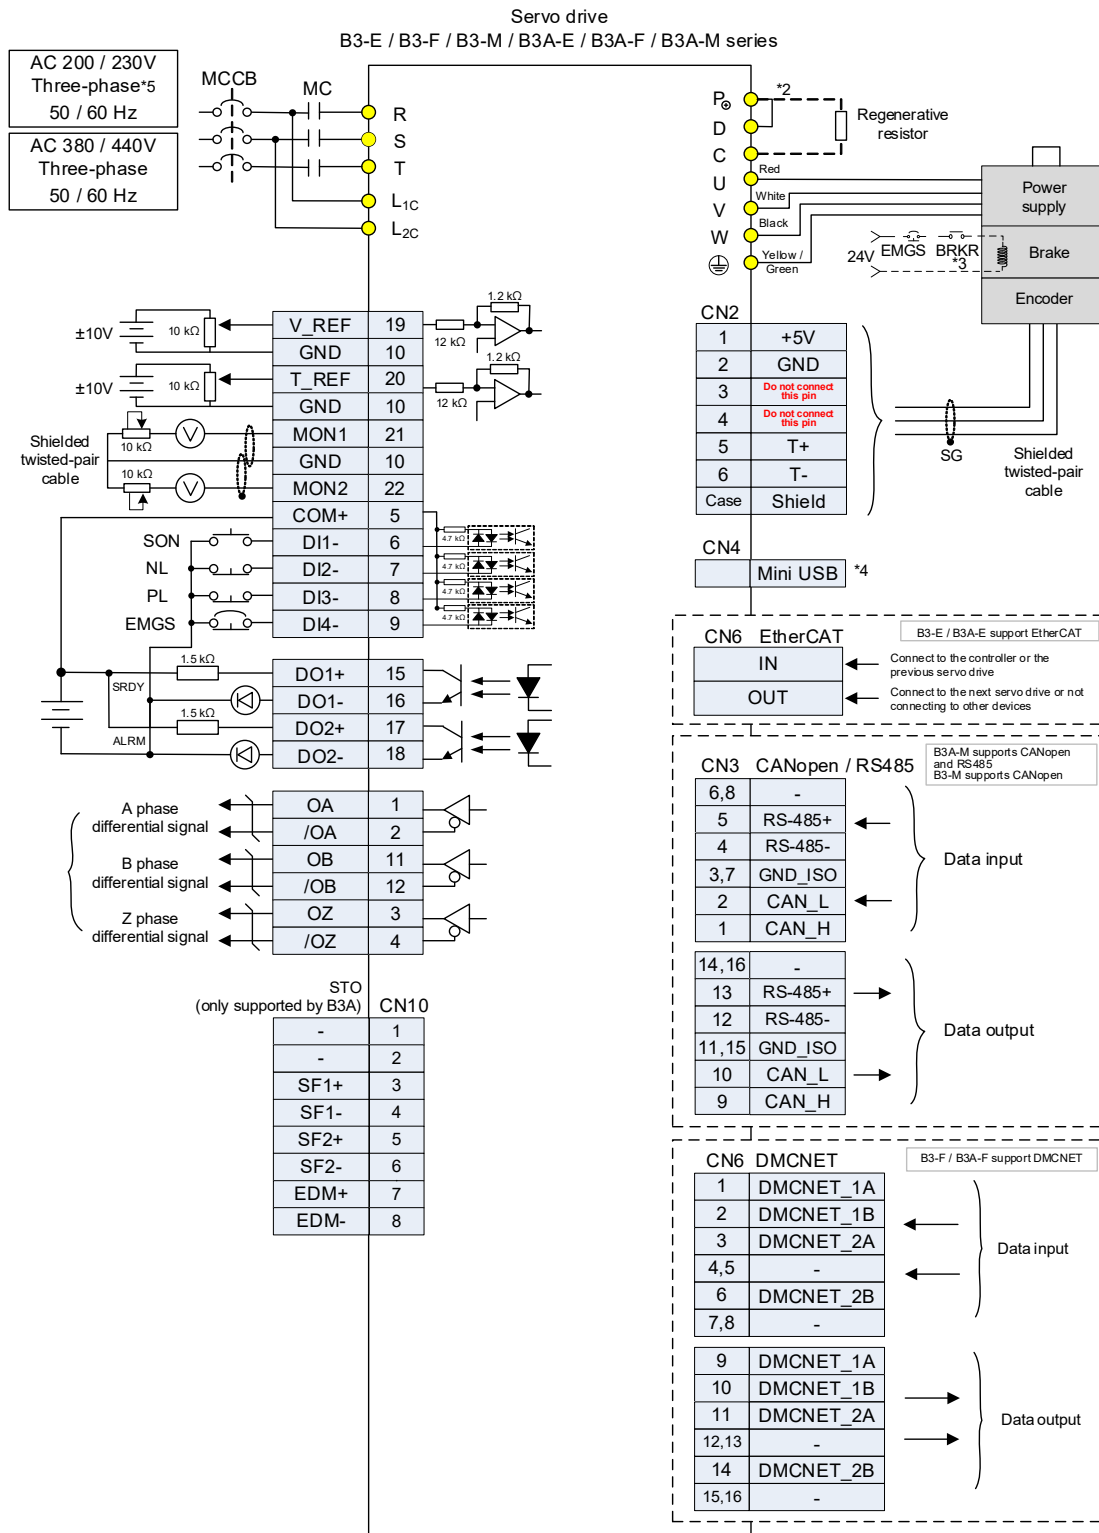 Servo drive
B3-E / B3-F / B3-M / B3A-E / B3A-F / B3A-M series
AC 200 / 230V
Three-phase*5
50 / 60 Hz
AC 380 / 440V
Three-phase
50 / 60 Hz
MCCB
MC
R
S
T
L1C
L2C
P⊕
*2
D
C
Regenerative
resistor
U
Red
V
White
W
Black
Yellow /
Green
Power
supply
24V
EMGS
BRKR
*3
Brake
Encoder
±10V
10 kΩ
V_REF
19
12 kΩ
1.2 kΩ
GND
10
±10V
10 kΩ
T_REF
20
12 kΩ
1.2 kΩ
GND
10
Shielded
twisted-pair
cable
10 kΩ
V
MON1
21
GND
10
10 kΩ
V
MON2
22
COM+
5
SON
DI1-
6
4.7 kΩ
NL
DI2-
7
4.7 kΩ
PL
DI3-
8
4.7 kΩ
EMGS
DI4-
9
4.7 kΩ
1.5 kΩ
SRDY
DO1+
15
DO1-
16
1.5 kΩ
ALRM
DO2+
17
DO2-
18
A phase
differential signal
OA
1
/OA
2
B phase
differential signal
OB
11
/OB
12
Z phase
differential signal
OZ
3
/OZ
4
STO
(only supported by B3A)
CN10
-
1
-
2
SF1+
3
SF1-
4
SF2+
5
SF2-
6
EDM+
7
EDM-
8
CN2
1
+5V
2
GND
3
Do not connect
this pin
4
Do not connect
this pin
5
T+
6
T-
Case
Shield
SG
Shielded
twisted-pair
cable
CN4
Mini USB
*4
CN6 EtherCAT
B3-E / B3A-E support EtherCAT
IN
Connect to the controller or the
previous servo drive
OUT
Connect to the next servo drive or not
connecting to other devices
CN3 CANopen / RS485
B3A-M supports CANopen
and RS485
B3-M supports CANopen
6,8
-
5
RS-485+
4
RS-485-
3,7
GND_ISO
2
CAN_L
1
CAN_H
Data input
14,16
-
13
RS-485+
12
RS-485-
11,15
GND_ISO
10
CAN_L
9
CAN_H
Data output
CN6 DMCNET
B3-F / B3A-F support DMCNET
1
DMCNET_1A
2
DMCNET_1B
3
DMCNET_2A
4,5
-
6
DMCNET_2B
7,8
-
Data input
9
DMCNET_1A
10
DMCNET_1B
11
DMCNET_2A
12,13
-
14
DMCNET_2B
15,16
-
Data output